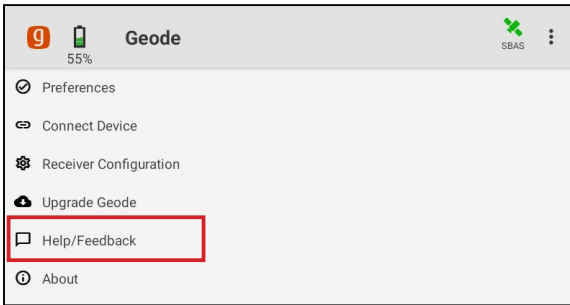 g
Geode
55%
SBAS
Preferences
Connect Device
Receiver Configuration
Upgrade Geode
Help/Feedback
About